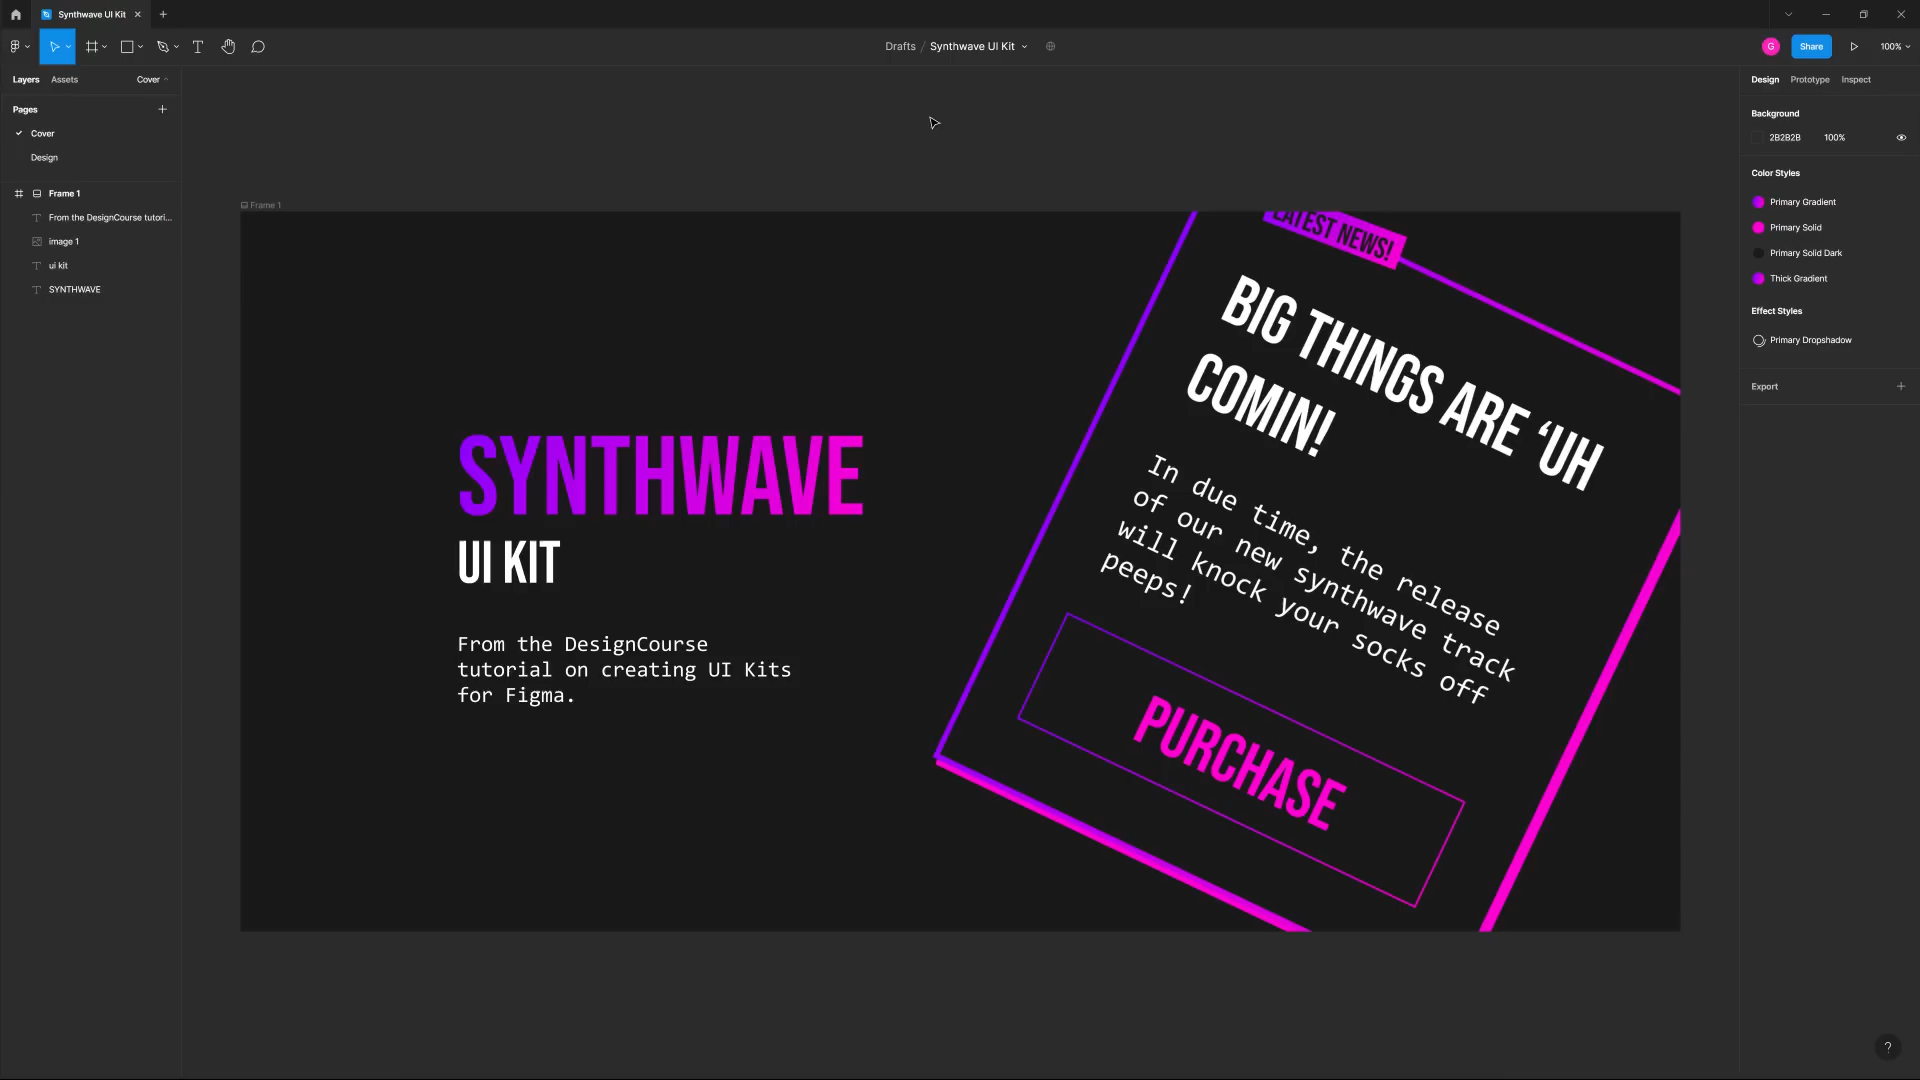 Synthwave UI Kit
Drafts / Synthwave UI Kit
G
Share
100%
Layers
Assets
Cover
Pages
Cover
Design
Frame 1
From the DesignCourse tutori...
image 1
ui kit
SYNTHWAVE
Frame 1
SYNTHWAVE
UI KIT
From the DesignCourse
tutorial on creating UI Kits
for Figma.
LATEST NEWS!
BIG THINGS ARE ‘UH
COMIN!
In due time, the release
of our new synthwave track
will knock your socks off
peeps!
PURCHASE
Design
Prototype
Inspect
Background
2B2B2B
100%
Color Styles
Primary Gradient
Primary Solid
Primary Solid Dark
Thick Gradient
Effect Styles
Primary Dropshadow
Export
?